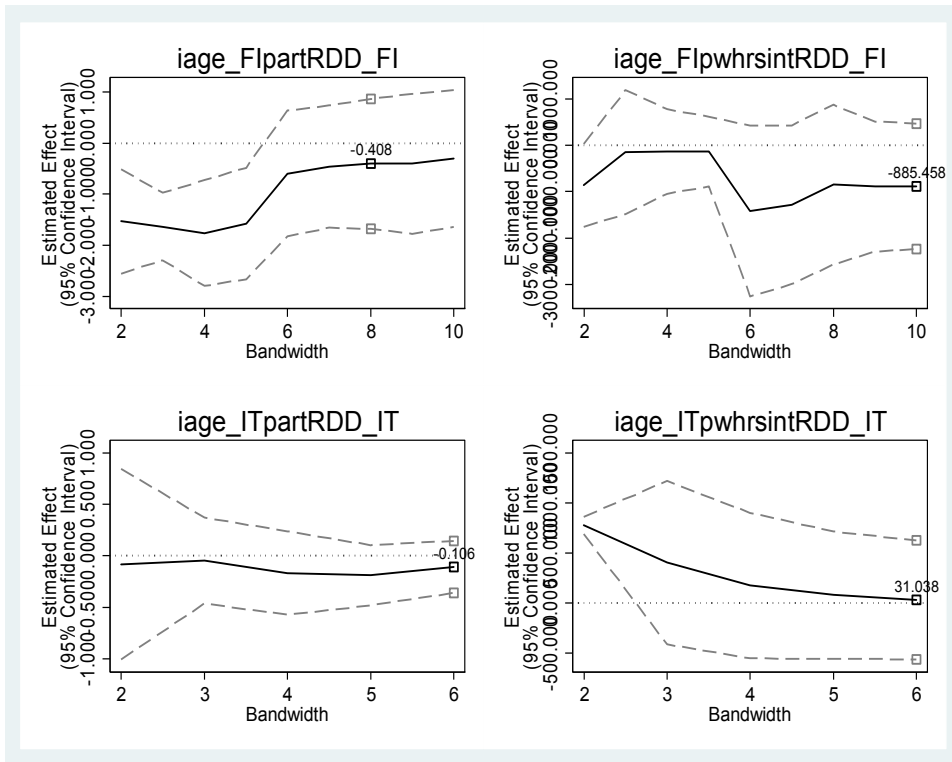 iage_FIpartRDD_FI
Estimated Effect
(95% Confidence Interval)
-3.000
-2.000
-1.000
0.000
1.000
-0.408
2
4
6
8
10
Bandwidth
iage_FIpwhrsintRDD_FI
Estimated Effect
(95% Confidence Interval)
-885.458
2
4
6
8
10
Bandwidth
iage_ITpartRDD_IT
Estimated Effect
(95% Confidence Interval)
-1.000
-0.500
0.000
0.500
1.000
-0.106
2
3
4
5
6
Bandwidth
iage_ITpwhrsintRDD_IT
Estimated Effect
(95% Confidence Interval)
31.038
2
3
4
5
6
Bandwidth